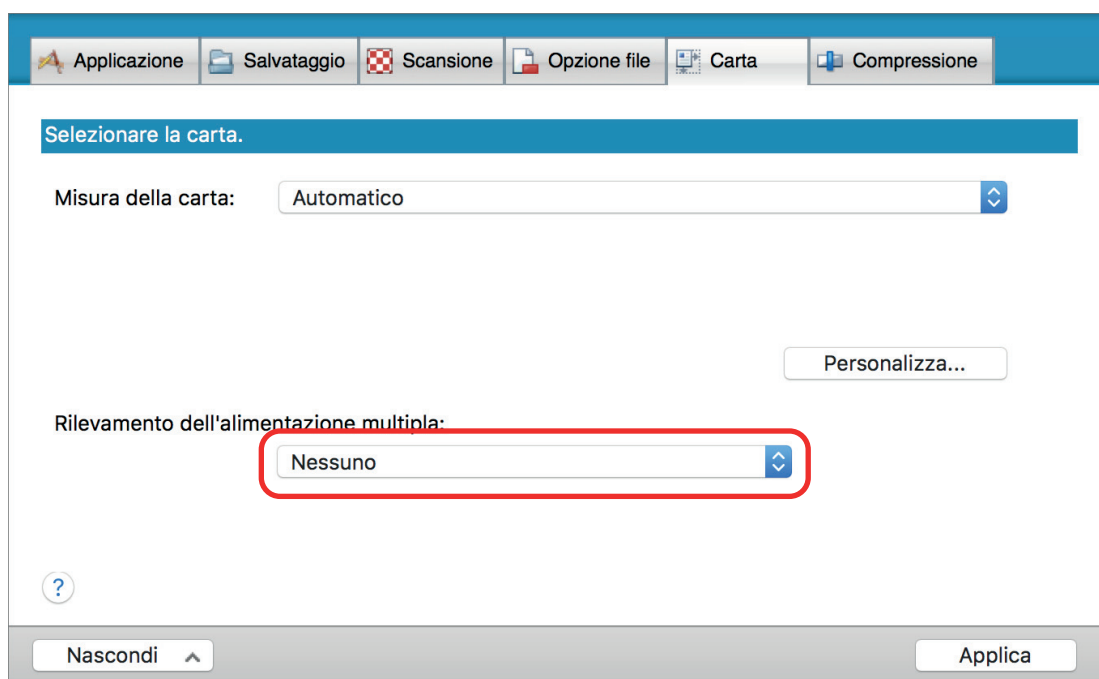 Applicazione Salvataggio Scansione Opzione file Carta Compressione
Selezionare la carta.
Misura della carta: Automatico
Personalizza...
Rilevamento dell'alimentazione multipla:
Nessuno
?
Nascondi Applica